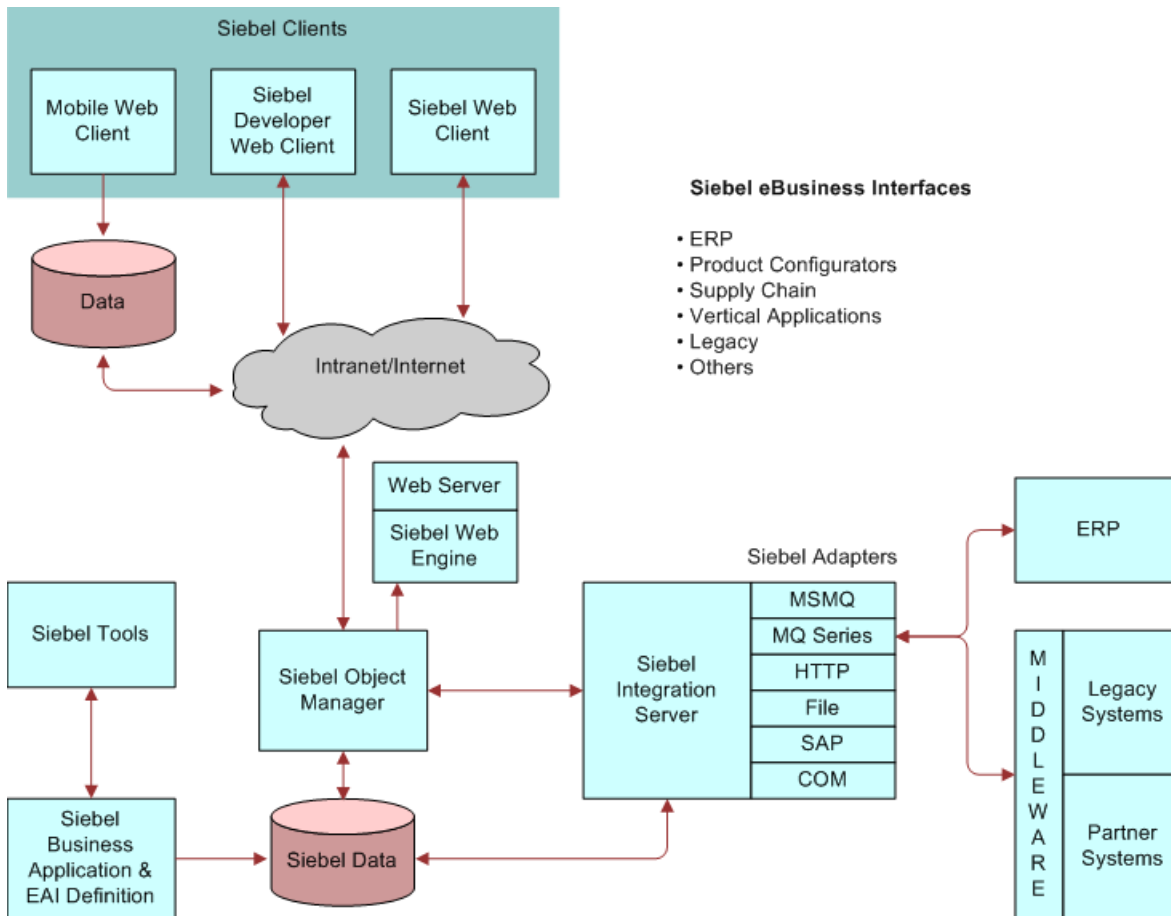 Siebel Clients
Mobile Web
Client
Siebel
Developer
Web Client
Siebel Web
Client
Siebel eBusiness Interfaces
• ERP
• Product Configurators
• Supply Chain
• Vertical Applications
• Legacy
• Others
Data
Intranet/Internet
Web Server
Siebel Web
Engine
Siebel Tools
Siebel Object
Manager
Siebel Adapters
Siebel
Integration
Server
MSMQ
MQ Series
HTTP
File
SAP
COM
ERP
MIDDLEWARE
Legacy
Systems
Partner
Systems
Siebel
Business
Application &
EAI Definition
Siebel Data